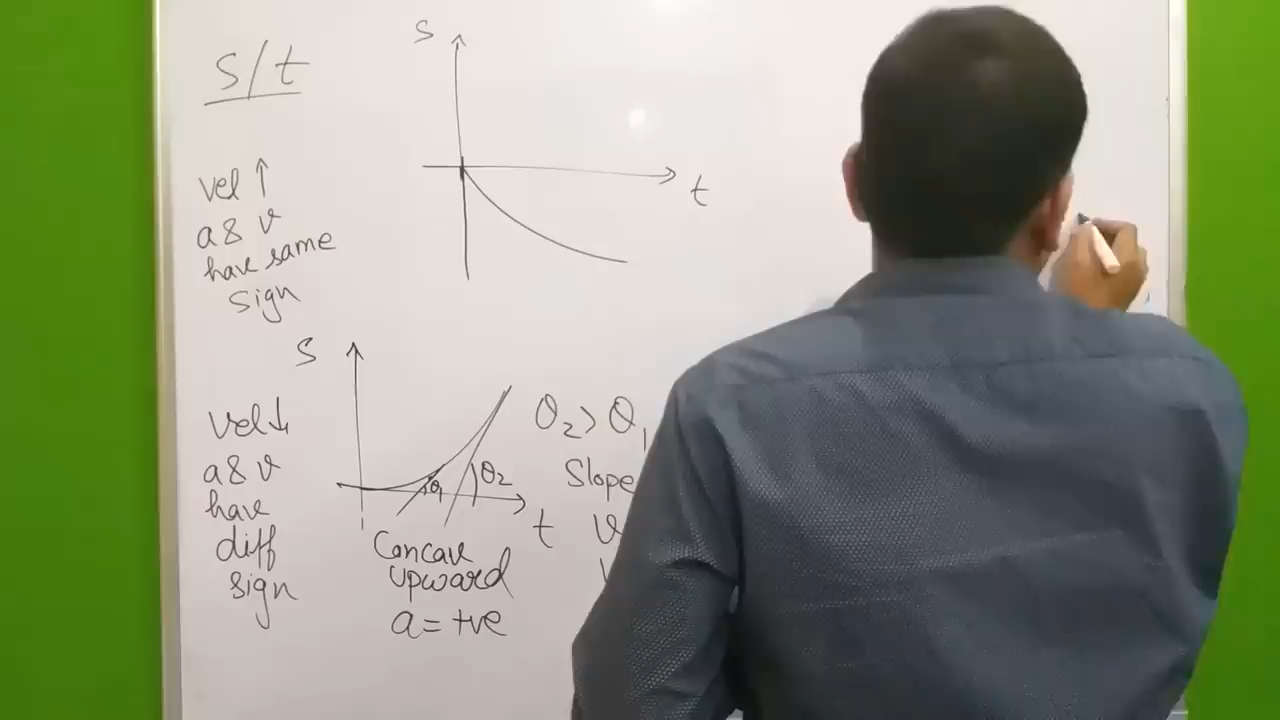 s/t
S
t
vel ↑
a & v
have same
sign
S
vel ↓
a & v
have
diff
sign
θ1
θ2
t
Concave
upward
a = +ve
θ2 > θ1
Slope
v